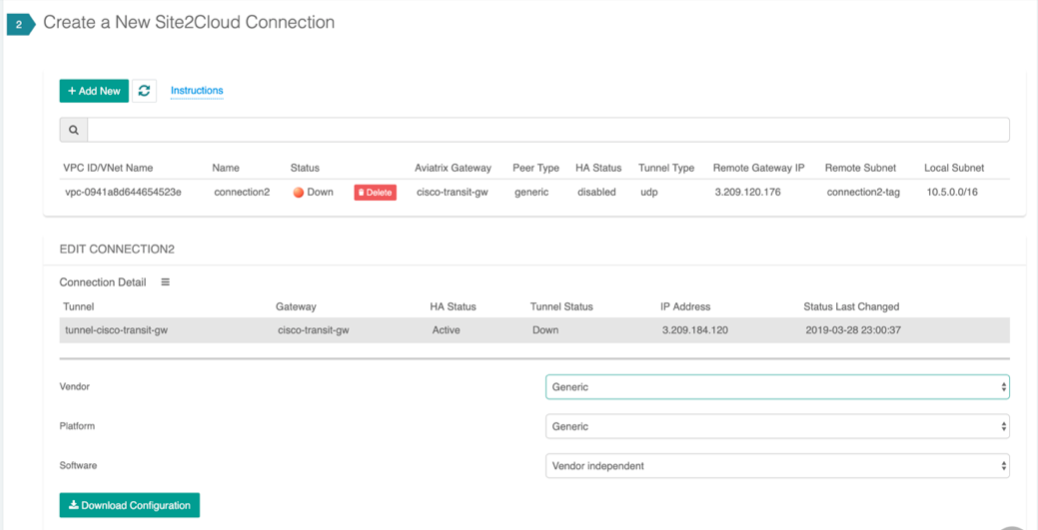 2 Create a New Site2Cloud Connection
+ Add New Instructions
VPC ID/VNet Name Name Status Aviatrix Gateway Peer Type HA Status Tunnel Type Remote Gateway IP Remote Subnet Local Subnet
vpc-0941a8d644654523e connection2 Down Delete cisco-transit-gw generic disabled udp 3.209.120.176 connection2-tag 10.5.0.0/16
EDIT CONNECTION2
Connection Detail
Tunnel Gateway HA Status Tunnel Status IP Address Status Last Changed
tunnel-cisco-transit-gw cisco-transit-gw Active Down 3.209.184.120 2019-03-28 23:00:37
Vendor Generic
Platform Generic
Software Vendor independent
Download Configuration